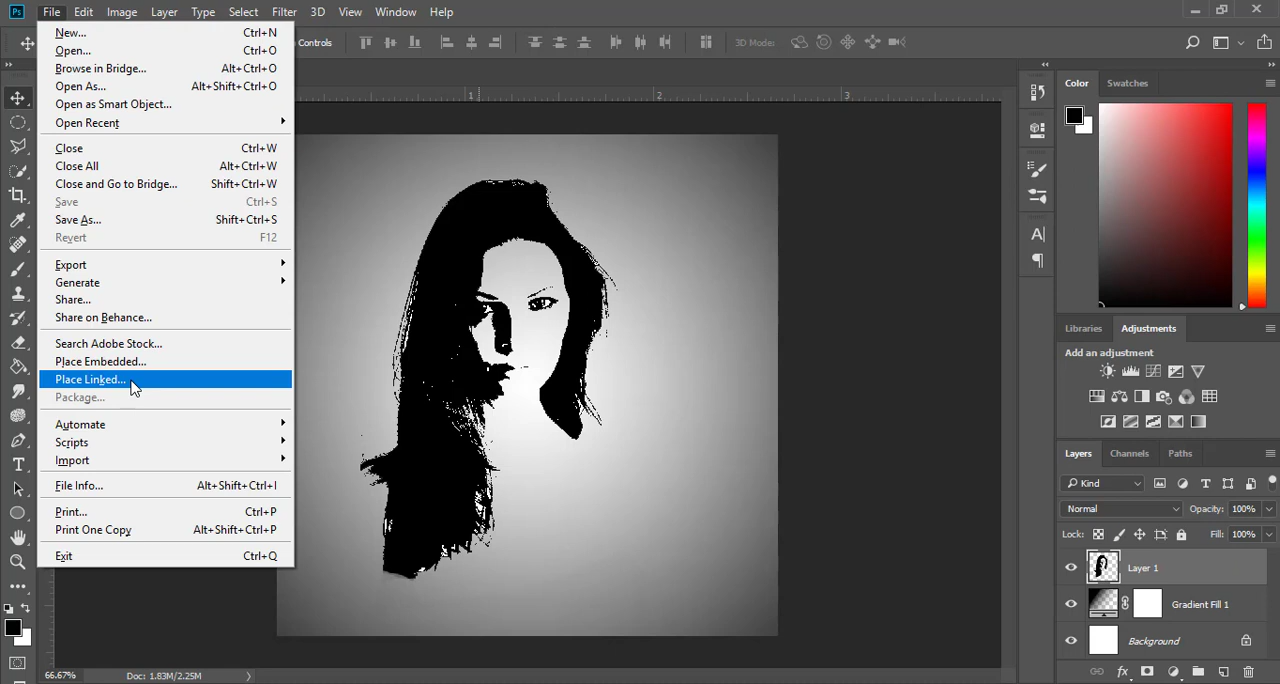 Ps File Edit Image Layer Type Select Filter 3D View Window Help
Controls 3D Mode:
New... Ctrl+N
Open... Ctrl+O
Browse in Bridge... Alt+Ctrl+O
Open As... Alt+Shift+Ctrl+O
Open as Smart Object...
Open Recent
Close Ctrl+W
Close All Alt+Ctrl+W
Close and Go to Bridge... Shift+Ctrl+W
Save Ctrl+S
Save As... Shift+Ctrl+S
Revert F12
Export
Generate
Share...
Share on Behance...
Search Adobe Stock...
Place Embedded...
Place Linked...
Package...
Automate
Scripts
Import
File Info... Alt+Shift+Ctrl+I
Print... Ctrl+P
Print One Copy Alt+Shift+Ctrl+P
Exit Ctrl+Q
1 2 3
Color Swatches
Libraries Adjustments
Add an adjustment
Layers Channels Paths
Kind
Normal Opacity: 100%
Lock: Fill: 100%
Layer 1
Gradient Fill 1
Background
fx
66.67% Doc: 1.83M/2.25M